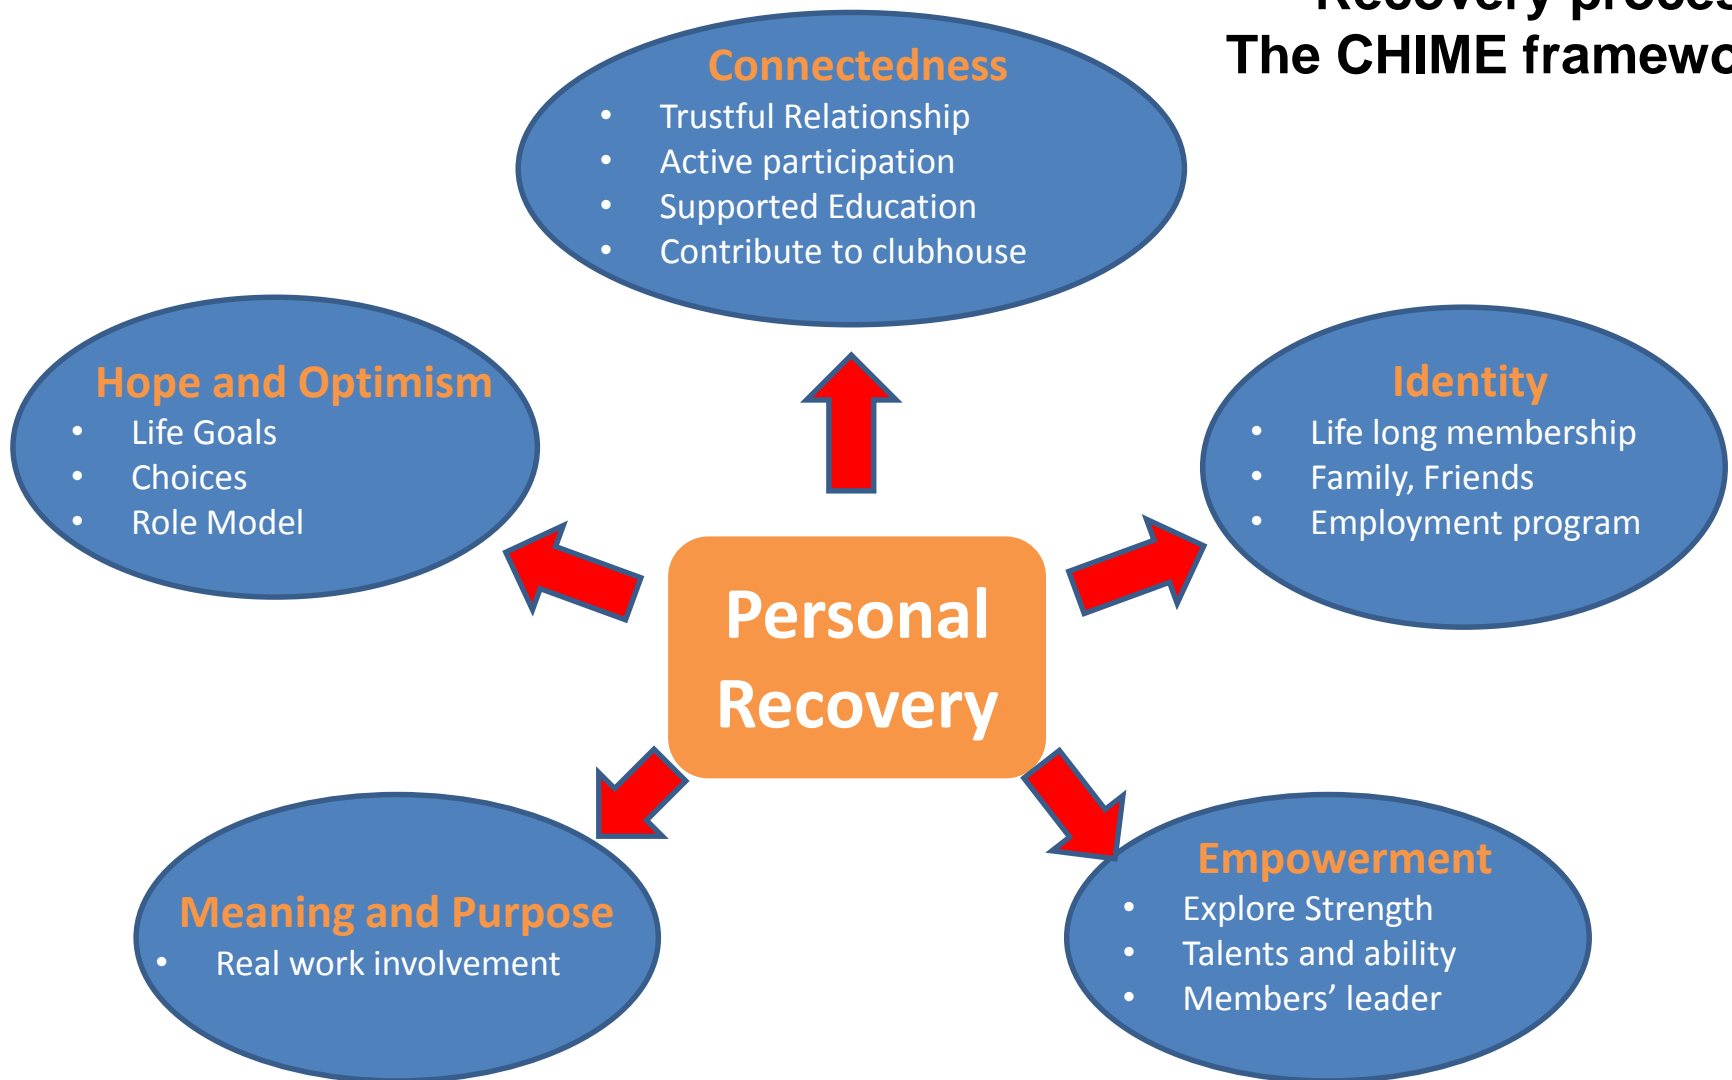 Recovery
The CHIME
Connectedness
• Trustful Relationship
• Active participation
• Supported Education
• Contribute to clubhouse
Hope and Optimism
• Life Goals
• Choices
• Role Model
Identity
• Life long membership
• Family, Friends
• Employment program
Personal
Recovery
Meaning and Purpose
• Real work involvement
Empowerment
• Explore Strength
• Talents and ability
• Members’ leader